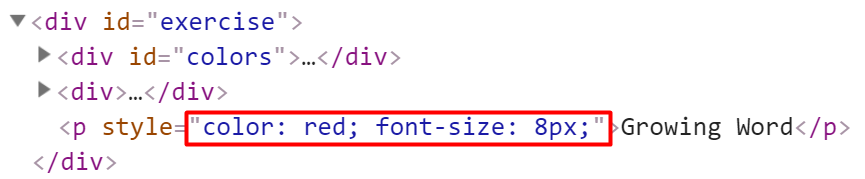 ▼<div id="exercise">
▶<div id="colors">…</div>
▶<div>…</div>
<p style="color: red; font-size: 8px;">Growing Word</p>
</div>